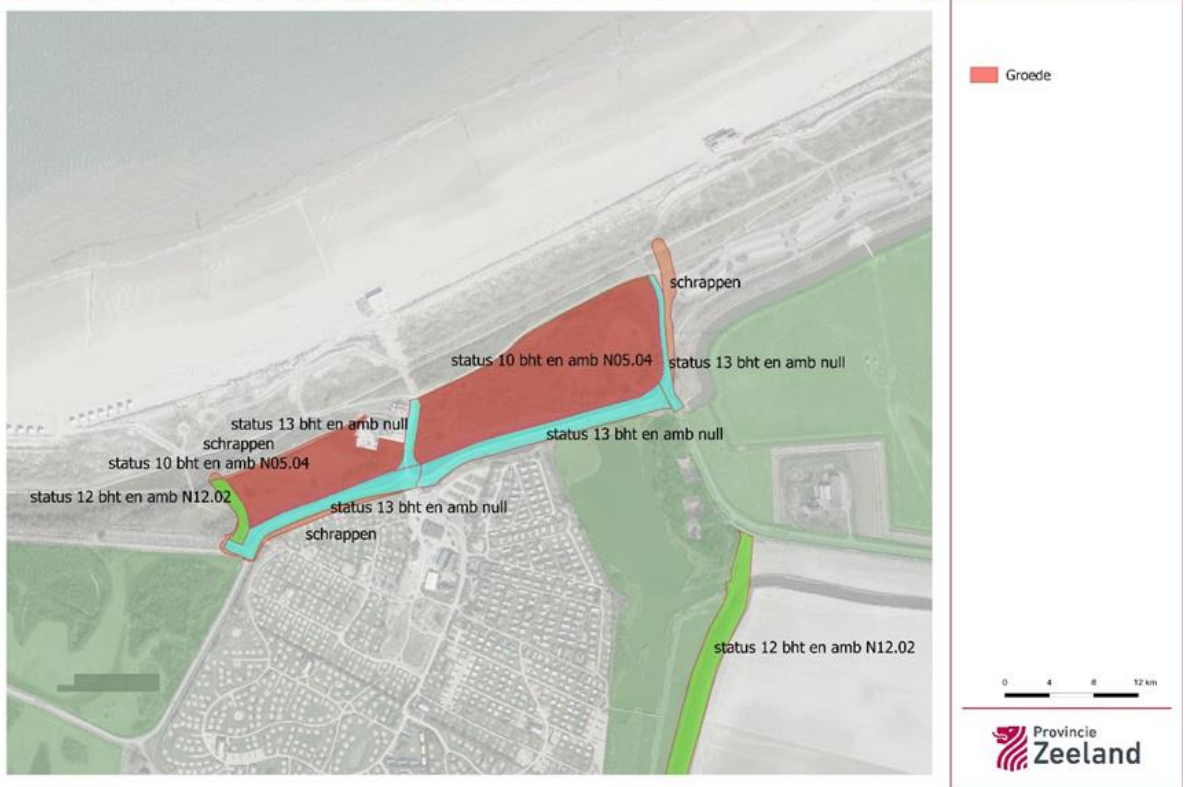 Groede
schrappen
status 10 bht en amb N05.04
status 13 bht en amb null
status 13 bht en amb null
schrappen
status 13 bht en amb null
status 10 bht en amb N05.04
status 12 bht en amb N12.02
status 13 bht en amb null
schrappen
status 12 bht en amb N12.02
0 4 8 12 km
Provincie
Zeeland